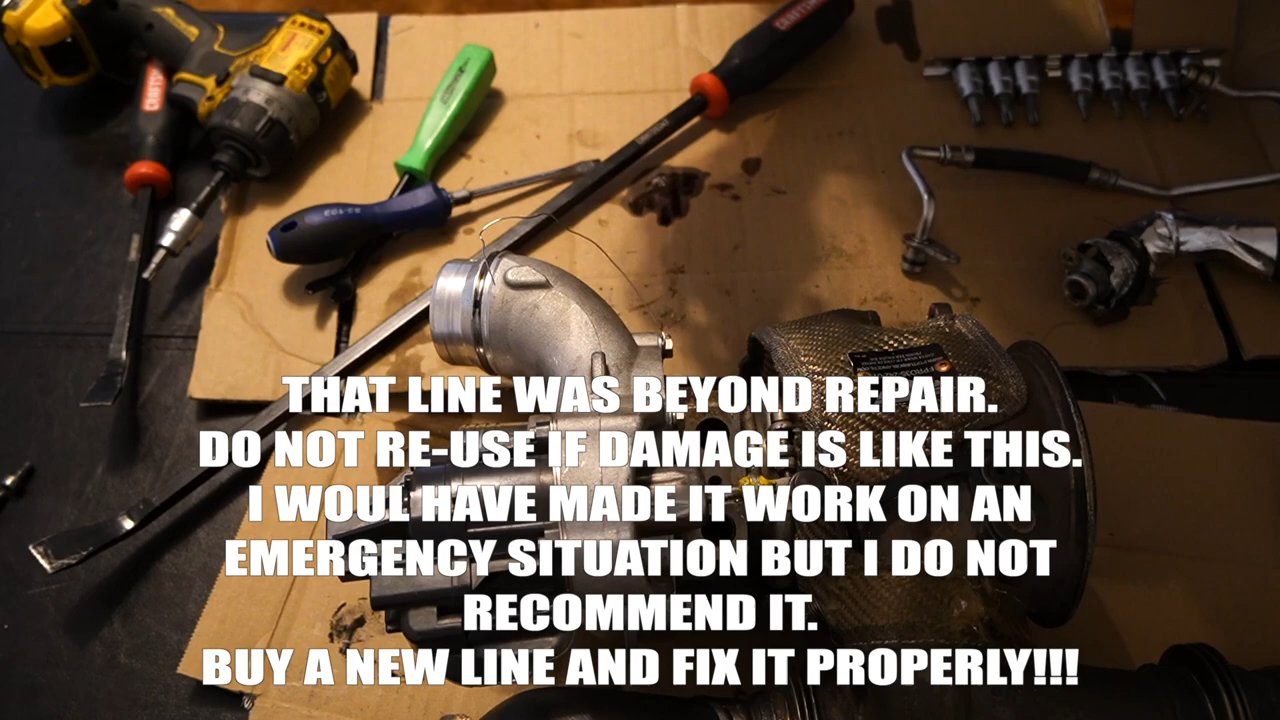 CRAFTSMAN
THAT LINE WAS BEYOND REPAIR.
DO NOT RE-USE IF DAMAGE IS LIKE THIS.
I WOUL HAVE MADE IT WORK ON AN
EMERGENCY SITUATION BUT I DO NOT
RECOMMEND IT.
BUY A NEW LINE AND FIX IT PROPERLY!!!